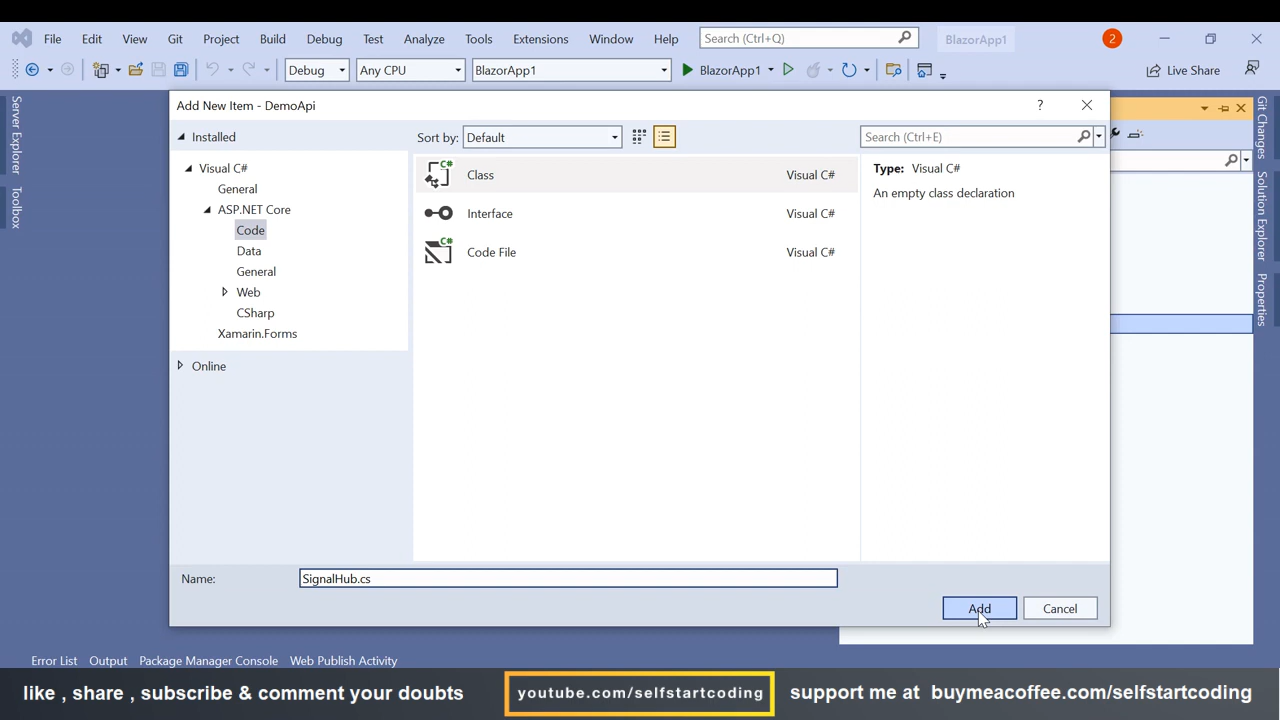 File Edit View Git Project Build Debug Test Analyze Tools Extensions Window Help Search (Ctrl+Q) BlazorApp1 2
Debug Any CPU BlazorApp1 BlazorApp1 Live Share
Server Explorer
Toolbox
Add New Item - DemoApi ?
Installed
Sort by: Default
Search (Ctrl+E)
Visual C#
General
ASP.NET Core
Code
Data
General
Web
CSharp
Xamarin.Forms
Online
C# Class Visual C#
Interface Visual C#
C# Code File Visual C#
Type: Visual C#
An empty class declaration
Name: SignalHub.cs
Add Cancel
Git Changes
Solution Explorer
Properties
Error List Output Package Manager Console Web Publish Activity
like , share , subscribe & comment your doubts
youtube.com/selfstartcoding
support me at buymeacoffee.com/selfstartcoding